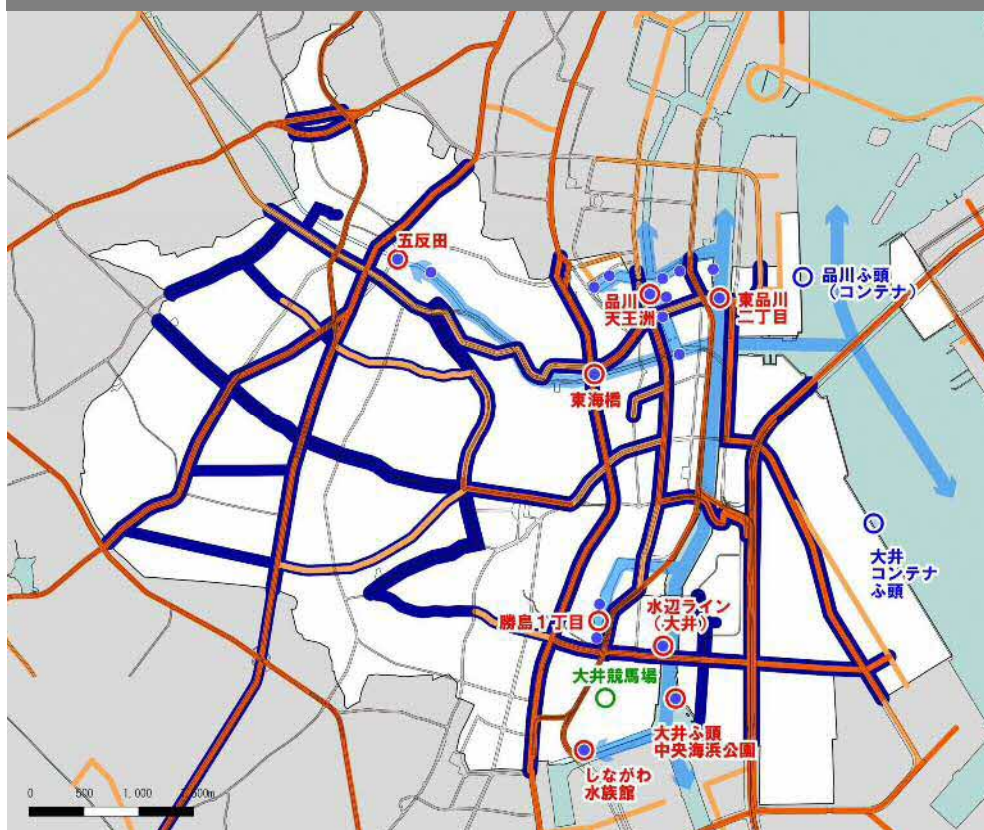 五反田
品川
天王洲
東品川
二丁目
品川ふ頭
(コンテナ)
東海橋
大井
コンテナ
ふ頭
勝島1丁目
水辺ライン
(大井)
大井競馬場
大井ふ頭
中央海浜公園
しながわ
水族館
0 500 1,000 1,500m